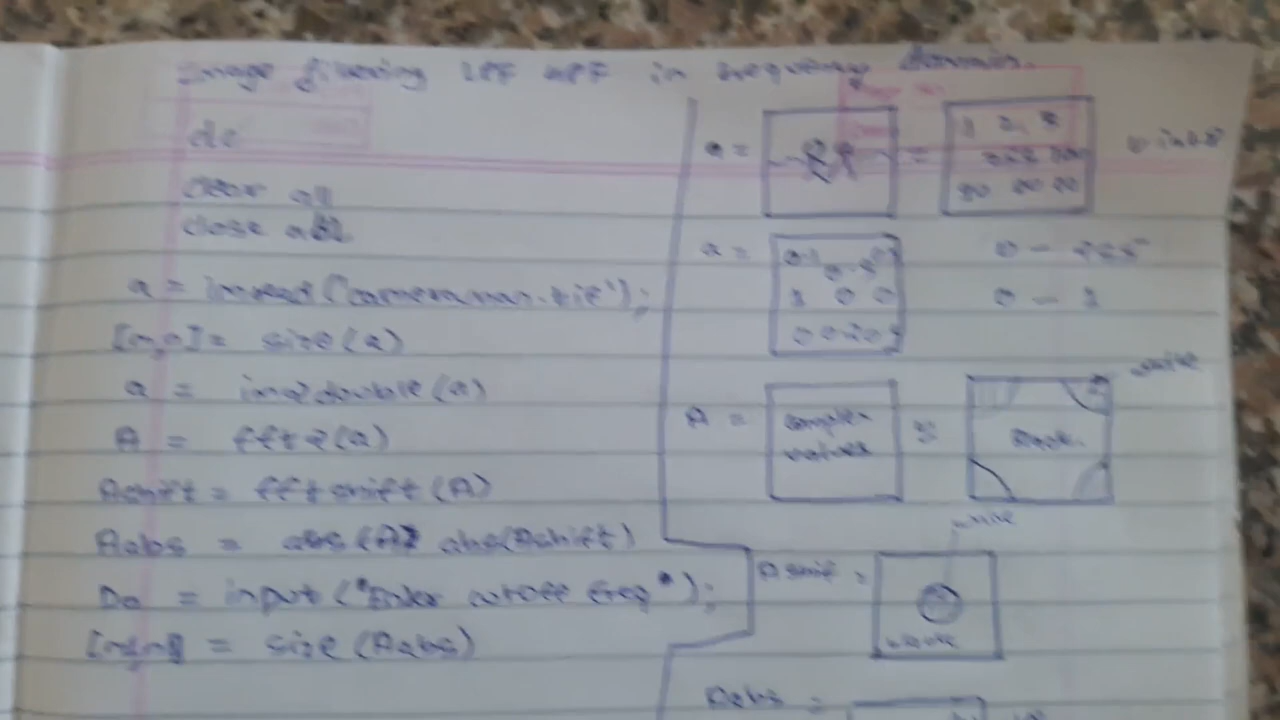 Image filtering LPF HPF in frequency domain.
clc
clear all
close all
a = imread('cameraman.tif');
[m,n] = size(a)
a = im2double(a)
A = fft2(a)
Ashift = fftshift(A)
Aabs = abs(Ashift)
Do = input("Enter cutoff freq");
[m,n] = size(Aabs)
a =
=
1 2 3
uint8
a =
0 - 255
0 - 1
A =
complex values
≅
white
Black
white
Ashift =
Aabs =